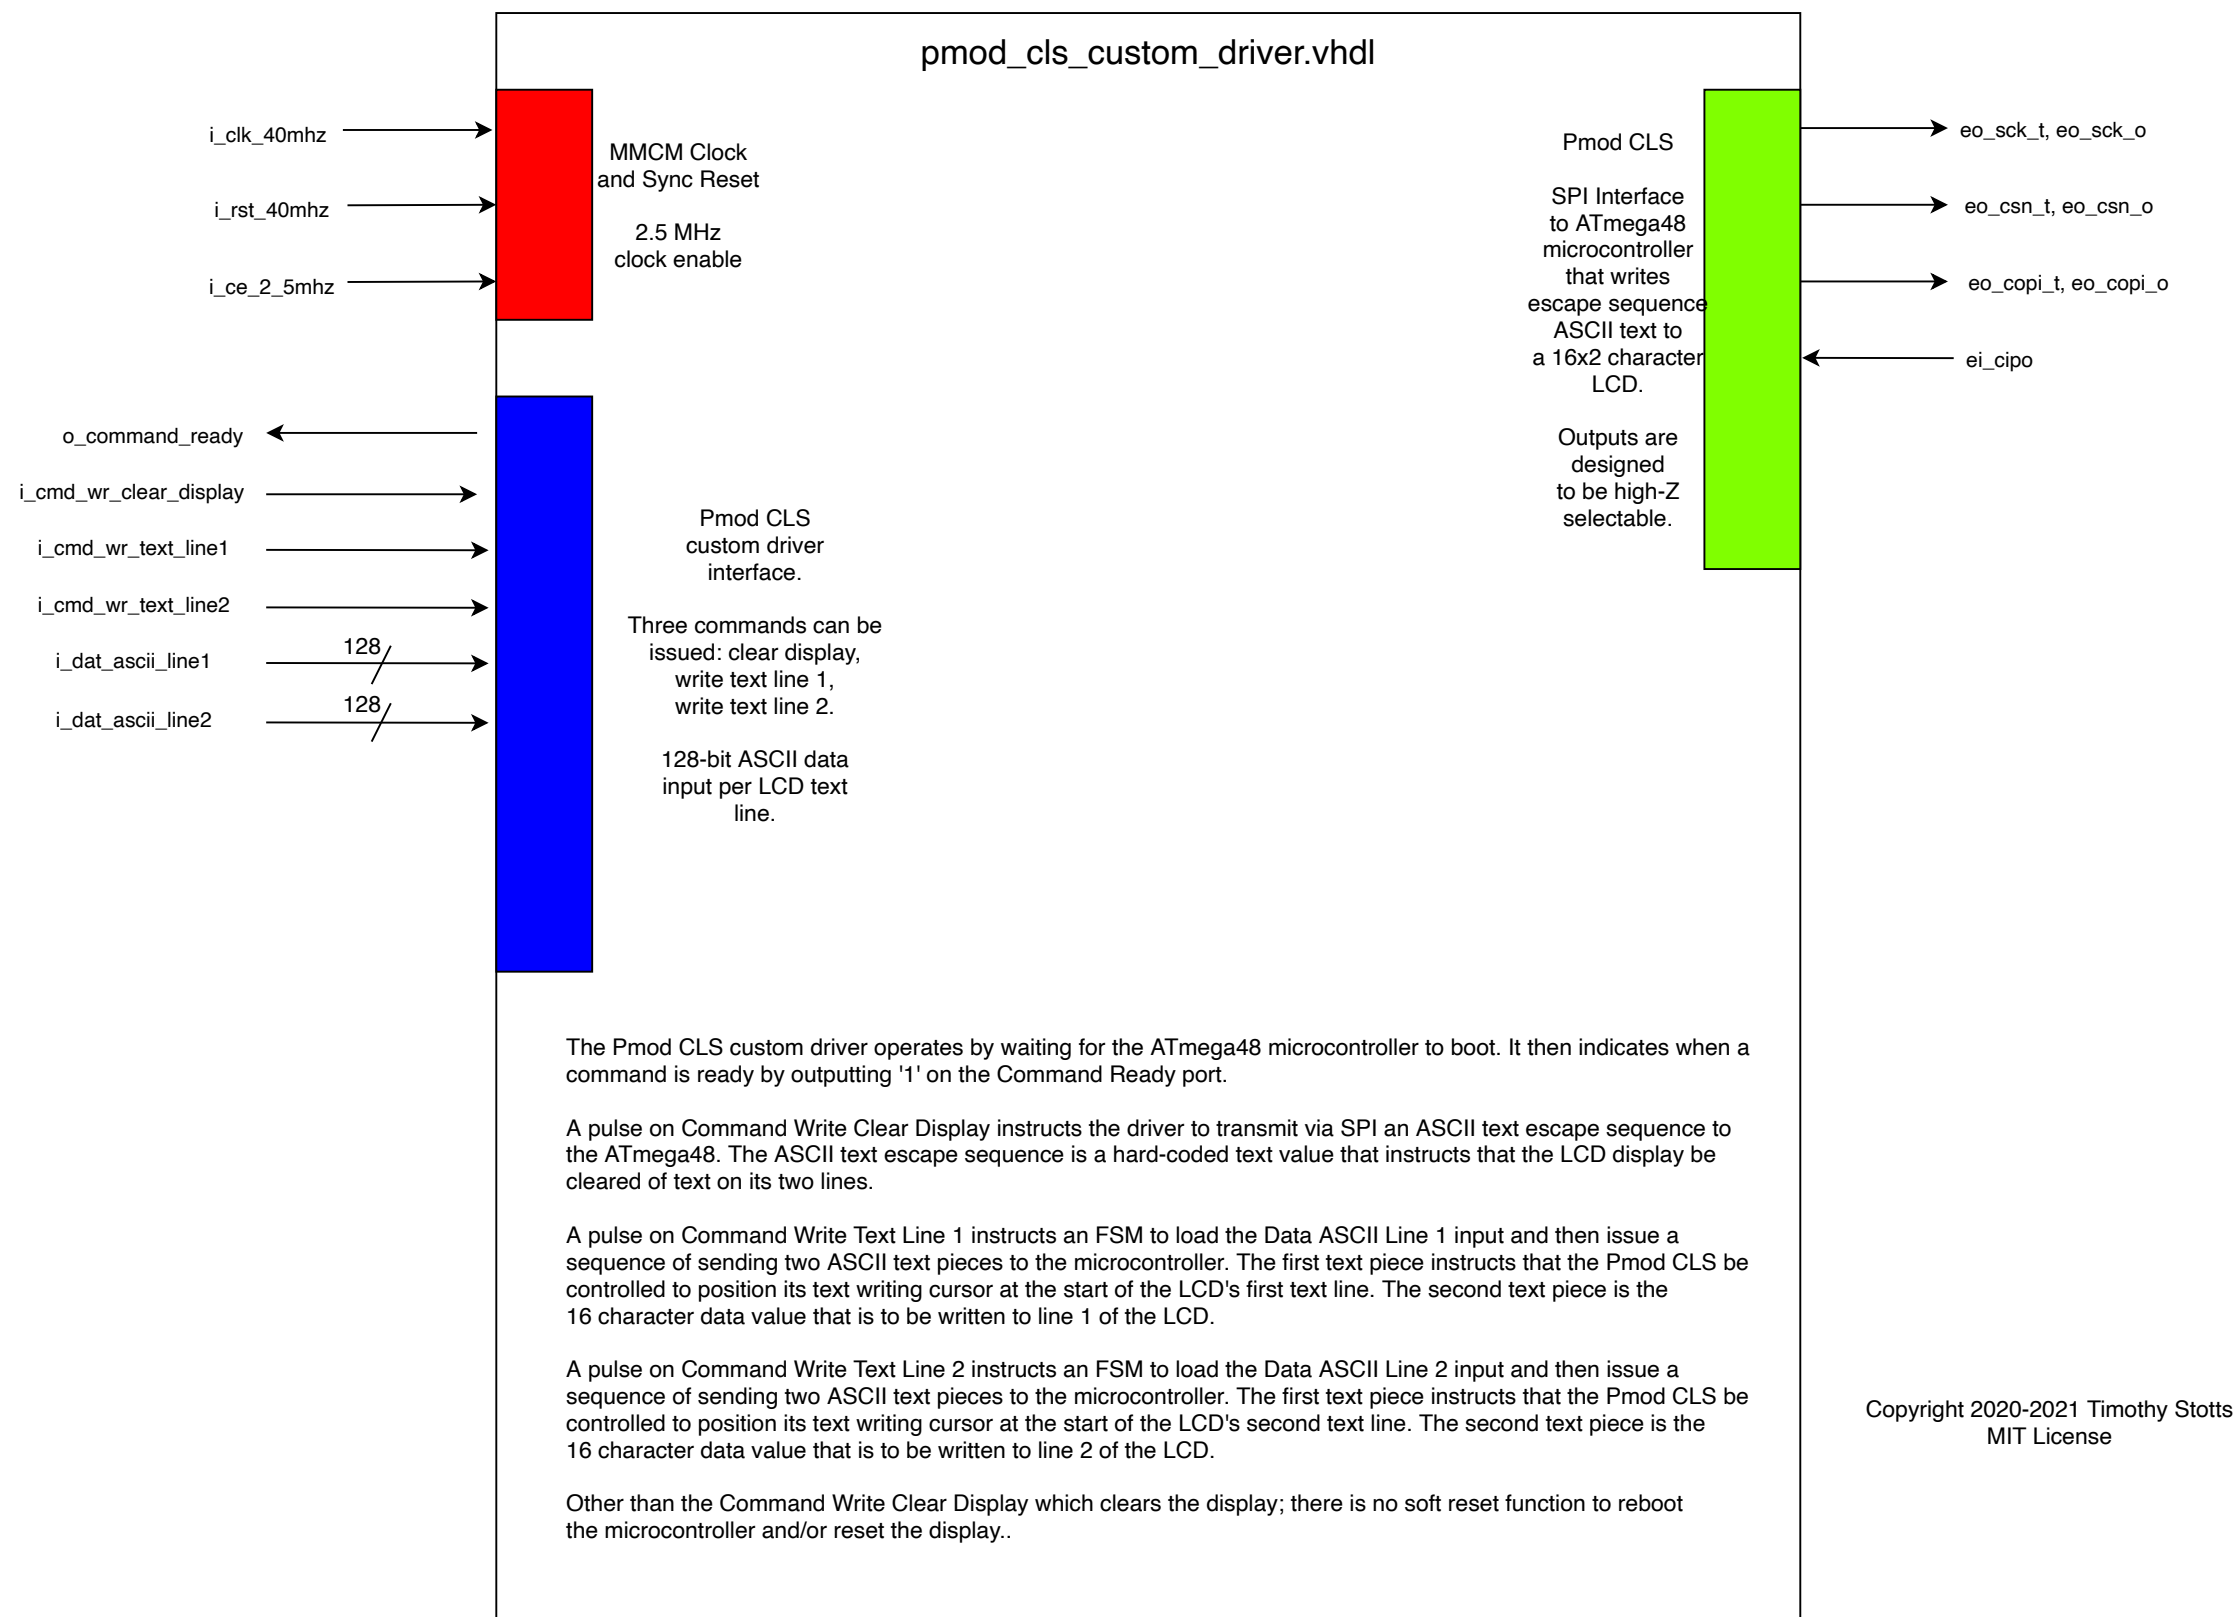 pmod_cls_custom_driver.vhdl
i_clk_40mhz
i_rst_40mhz
i_ce_2_5mhz
MMCM Clock
and Sync Reset
2.5 MHz
clock enable
Pmod CLS
SPI Interface
to ATmega48
microcontroller
that writes
escape sequence
ASCII text to
a 16x2 character
LCD.
Outputs are
designed
to be high-Z
selectable.
eo_sck_t, eo_sck_o
eo_csn_t, eo_csn_o
eo_copi_t, eo_copi_o
ei_cipo
o_command_ready
i_cmd_wr_clear_display
i_cmd_wr_text_line1
i_cmd_wr_text_line2
i_dat_ascii_line1
128
i_dat_ascii_line2
128
Pmod CLS
custom driver
interface.
Three commands can be
issued: clear display,
write text line 1,
write text line 2.
128-bit ASCII data
input per LCD text
line.
The Pmod CLS custom driver operates by waiting for the ATmega48 microcontroller to boot. It then indicates when a
command is ready by outputting '1' on the Command Ready port.
A pulse on Command Write Clear Display instructs the driver to transmit via SPI an ASCII text escape sequence to
the ATmega48. The ASCII text escape sequence is a hard-coded text value that instructs that the LCD display be
cleared of text on its two lines.
A pulse on Command Write Text Line 1 instructs an FSM to load the Data ASCII Line 1 input and then issue a
sequence of sending two ASCII text pieces to the microcontroller. The first text piece instructs that the Pmod CLS be
controlled to position its text writing cursor at the start of the LCD's first text line. The second text piece is the
16 character data value that is to be written to line 1 of the LCD.
A pulse on Command Write Text Line 2 instructs an FSM to load the Data ASCII Line 2 input and then issue a
sequence of sending two ASCII text pieces to the microcontroller. The first text piece instructs that the Pmod CLS be
controlled to position its text writing cursor at the start of the LCD's second text line. The second text piece is the
16 character data value that is to be written to line 2 of the LCD.
Other than the Command Write Clear Display which clears the display; there is no soft reset function to reboot
the microcontroller and/or reset the display..
Copyright 2020-2021 Timothy Stotts
MIT License